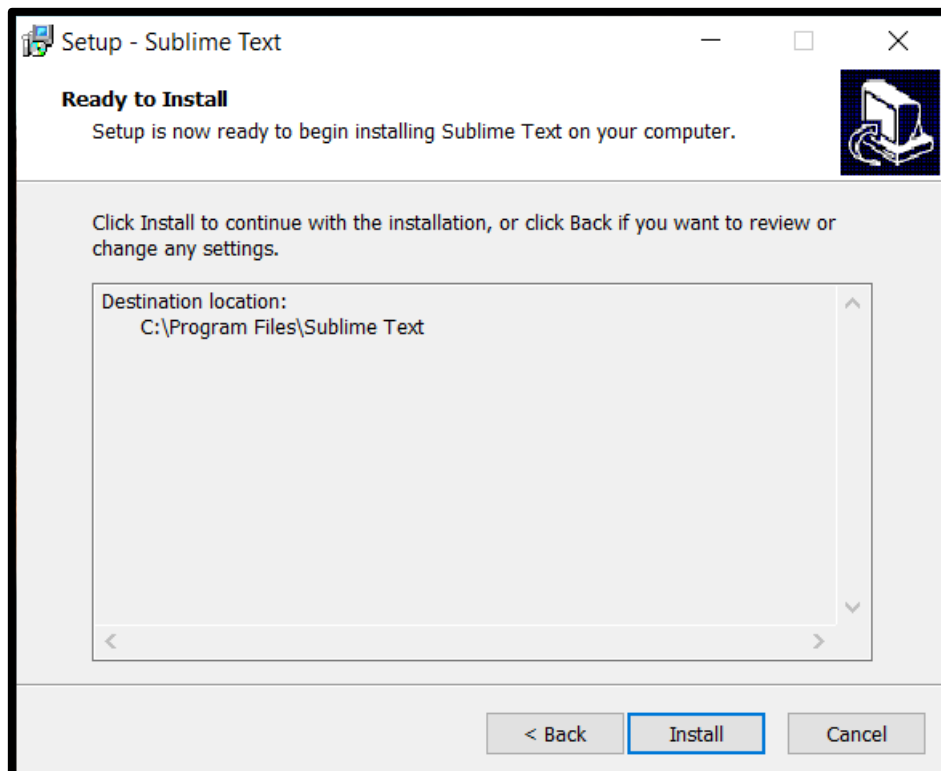 Setup - Sublime Text
Ready to Install
Setup is now ready to begin installing Sublime Text on your computer.
Click Install to continue with the installation, or click Back if you want to review or
change any settings.
Destination location:
C:\Program Files\Sublime Text
< Back
Install
Cancel